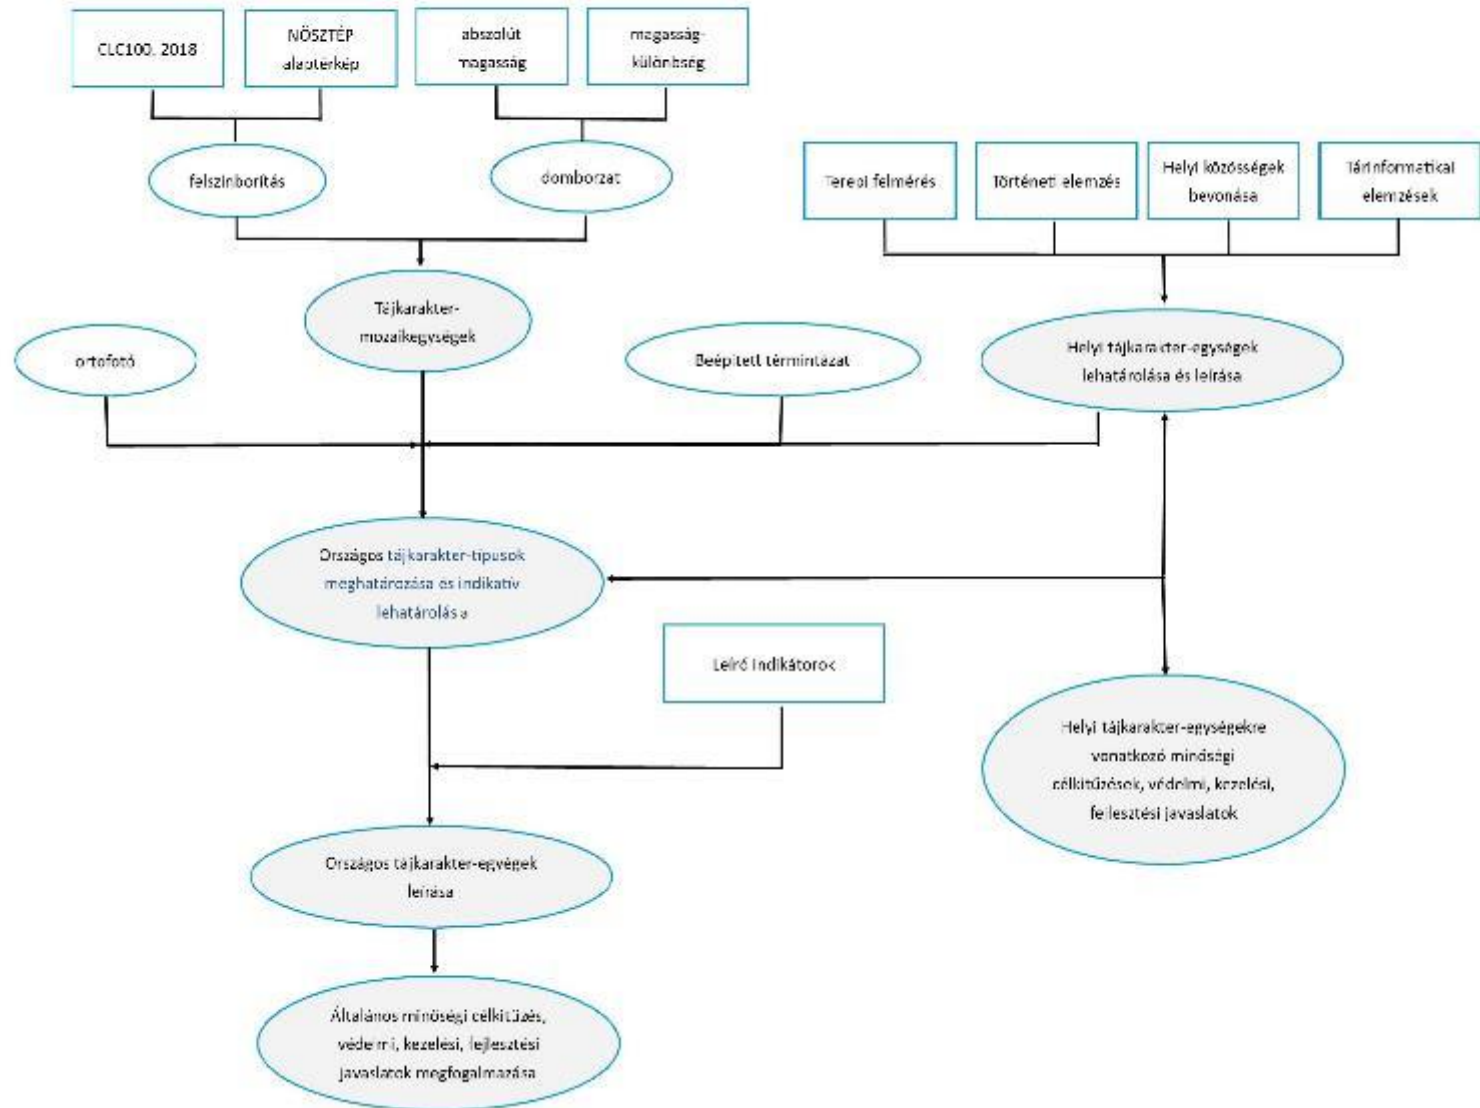 CLC100, 2018
NÖSZTÉP
alaptérkép
abszolút
magasság
magasság-
különbség
felszínborítás
domborzat
Terepi felmérés
Történeti elemzés
Helyi közösségek
bevonása
Térinformatikai
elemzések
Tájkarakter-
mozaikegységek
ortofotó
Beépített términtázat
Helyi tájkarakter-egységek
lehatárolása és leírása
Országos tájkarakter-típusok
meghatározása és indikatív
lehatárolása
Leíró indikátorok
Helyi tájkarakter-egységekre
vonatkozó minőségi
célkitűzések, védelmi, kezelési,
fejlesztési javaslatok
Országos tájkarakter-egységek
leírása
Általános minőségi célkitűzés,
védelmi, kezelési, fejlesztési
javaslatok megfogalmazása